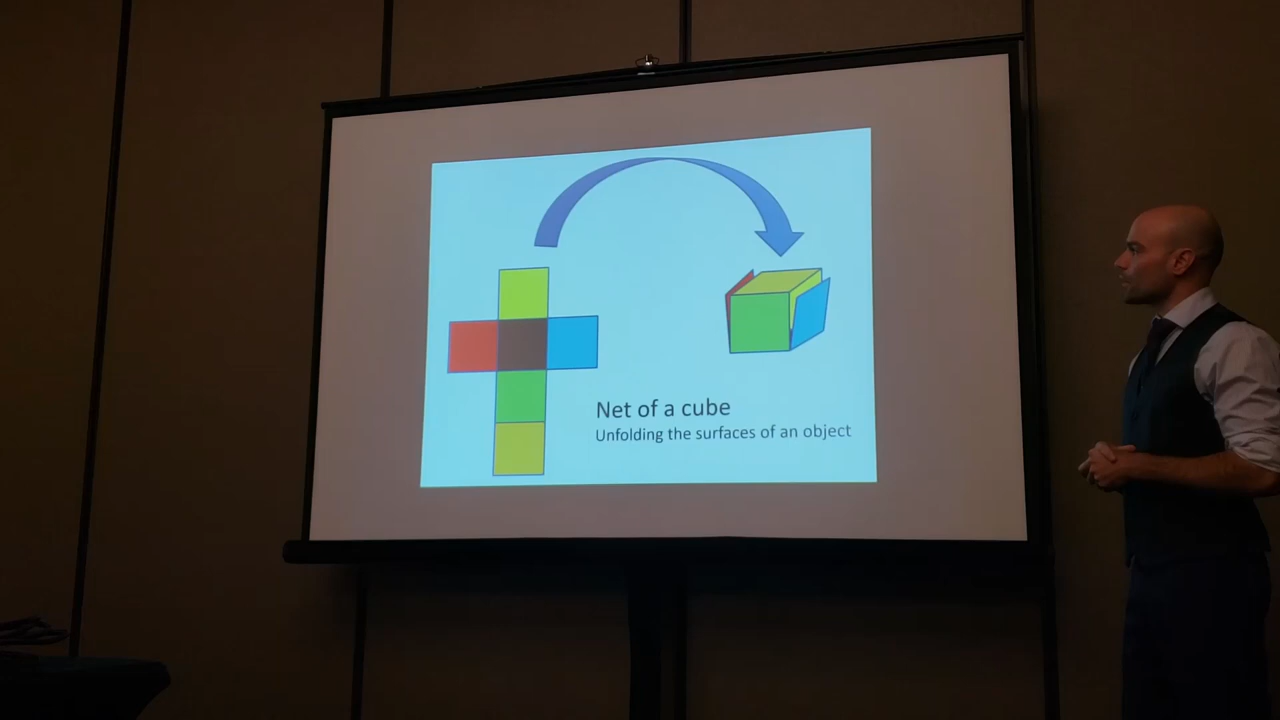 Net of a cube
Unfolding the surfaces of an object